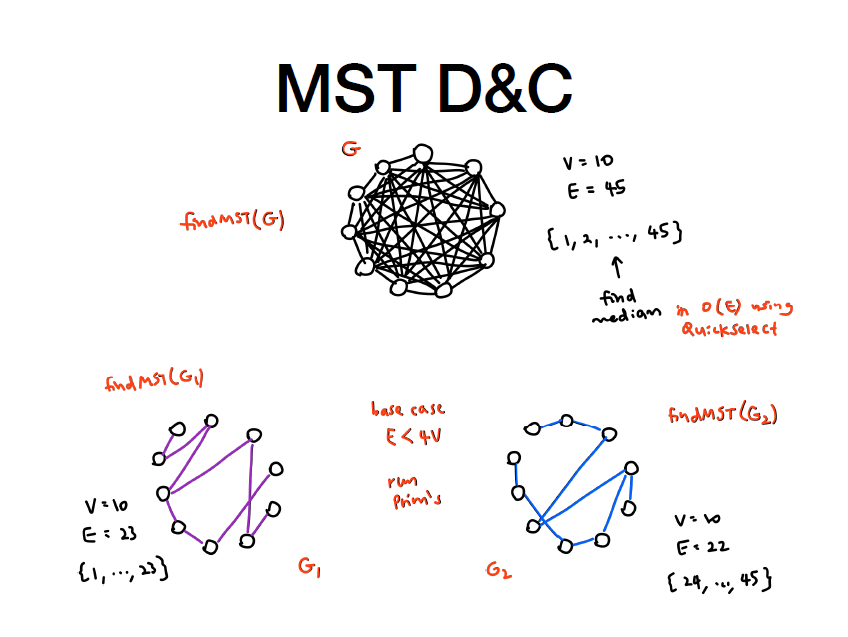 MST D&C
G
V = 10
E = 45
findMST(G)
{1, 2, ..., 45}
find
median
in O(E) using
Quickselect
findMST(G1)
base case
E < 4V
run
Prim's
findMST(G2)
V = 10
E = 23
{1, ..., 23}
G1
G2
V = 10
E = 22
{24, ..., 45}